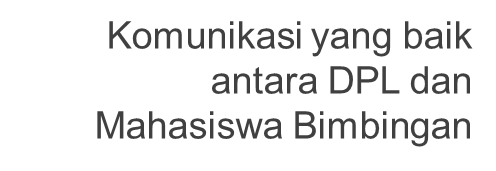 Komunikasi yang baik
antara DPL dan
Mahasiswa Bimbingan